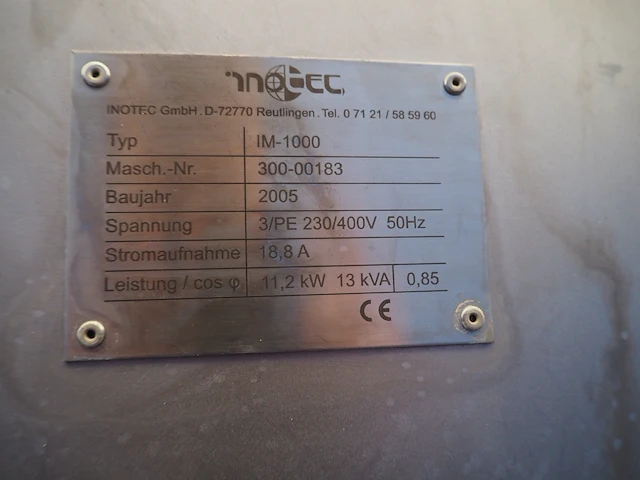 INOTEC
INOTEC GmbH . D-72770 Reutlingen . Tel. 0 71 21 / 58 59 60
Typ IM-1000
Masch.-Nr. 300-00183
Baujahr 2005
Spannung 3/PE 230/400V 50Hz
Stromaufnahme 18,8 A
Leistung / cos φ 11,2 kW 13 kVA 0,85
CE